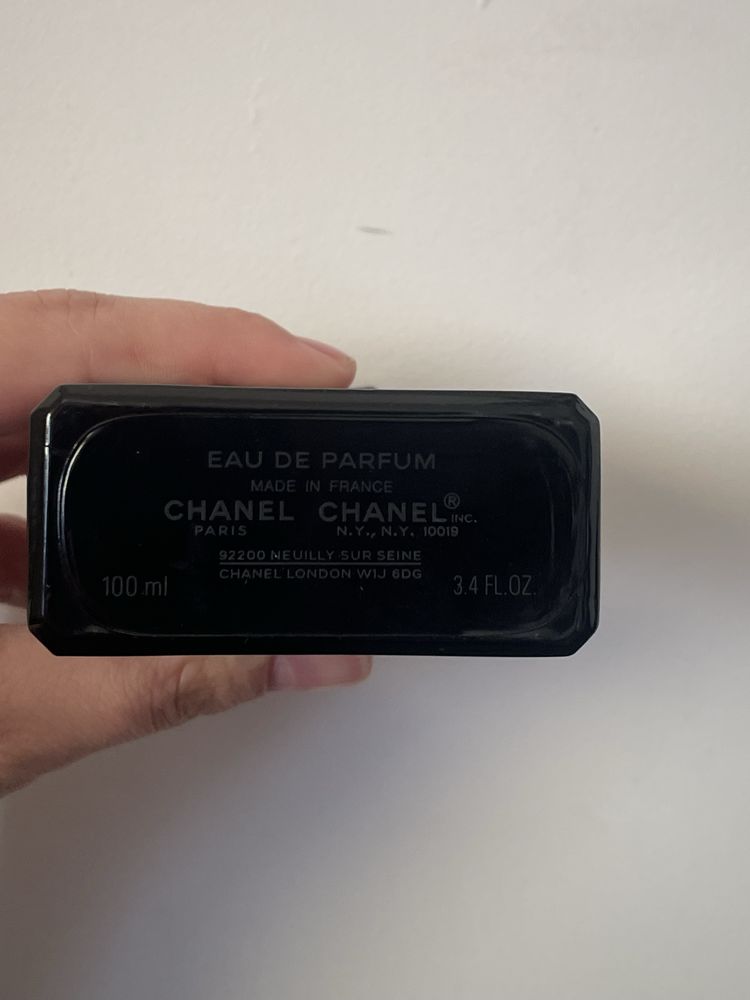 EAU DE PARFUM
MADE IN FRANCE
CHANEL CHANEL® INC.
PARIS N.Y., N.Y. 10019
92200 NEUILLY SUR SEINE
CHANEL LONDON W1J 6DG
100 ml 3.4 FL.OZ.